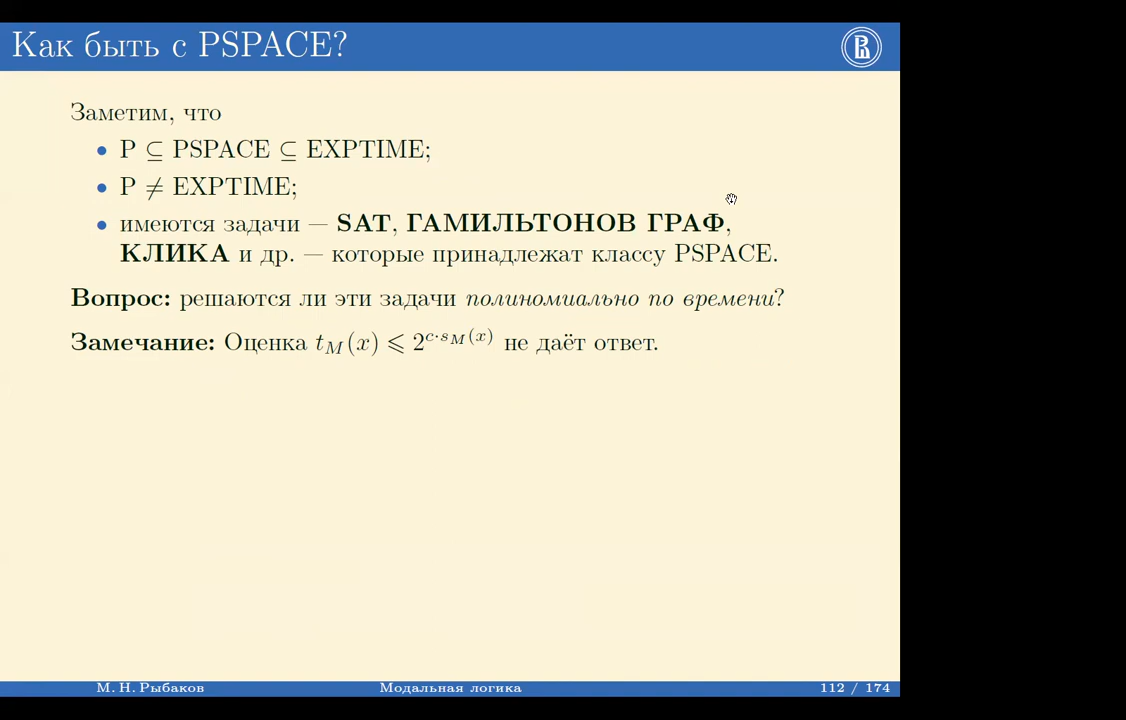 Как быть с PSPACE?
Заметим, что
• P ⊆ PSPACE ⊆ EXPTIME;
• P ≠ EXPTIME;
• имеются задачи — SAT, ГАМИЛЬТОНОВ ГРАФ,
КЛИКА и др. — которые принадлежат классу PSPACE.
Вопрос: решаются ли эти задачи полиномиально по времени?
Замечание: Оценка t_M(x) ⩽ 2^{c·s_M(x)} не даёт ответ.
М. Н. Рыбаков Модальная логика 112 / 174